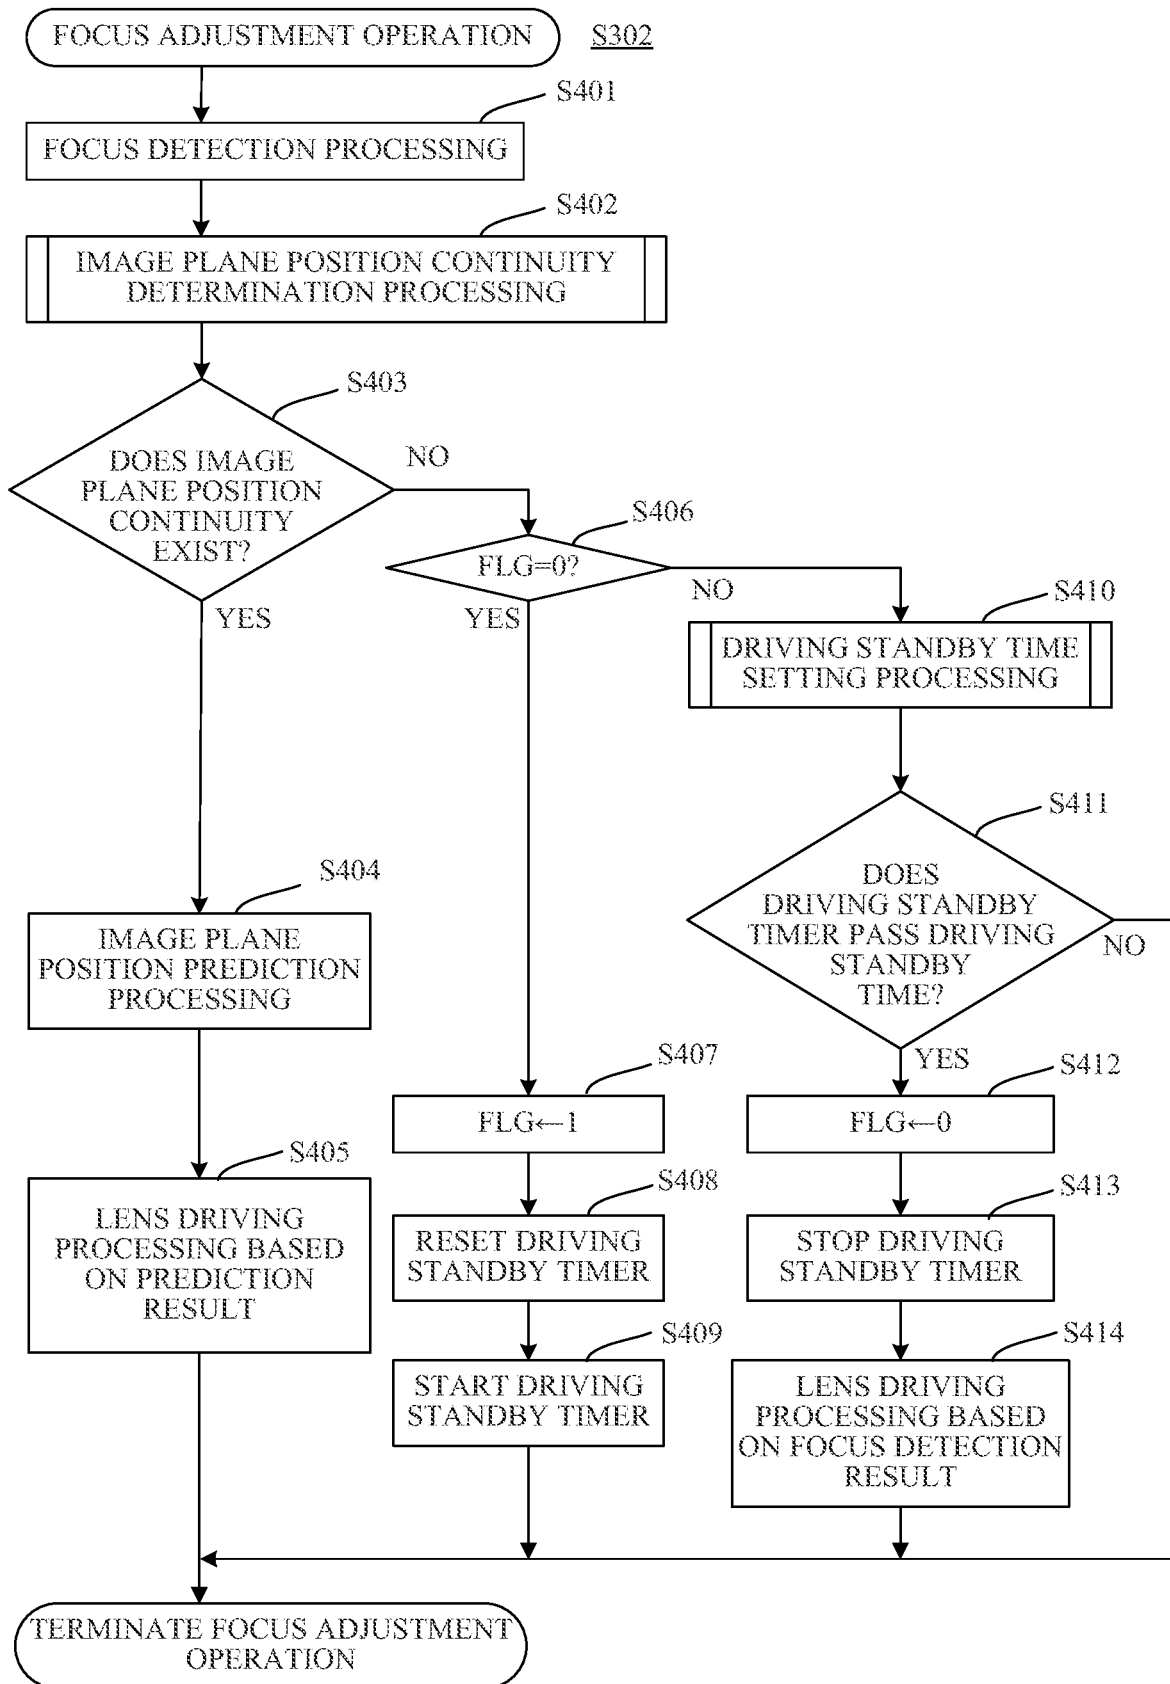 FOCUS ADJUSTMENT OPERATION
S302
S401
FOCUS DETECTION PROCESSING
S402
IMAGE PLANE POSITION CONTINUITY
DETERMINATION PROCESSING
S403
DOES IMAGE
PLANE POSITION
CONTINUITY
EXIST?
NO
YES
S406
FLG=0?
NO
YES
S410
DRIVING STANDBY TIME
SETTING PROCESSING
S411
DOES
DRIVING STANDBY
TIMER PASS DRIVING
STANDBY
TIME?
NO
YES
S404
IMAGE PLANE
POSITION PREDICTION
PROCESSING
S405
LENS DRIVING
PROCESSING BASED
ON PREDICTION
RESULT
S407
FLG←1
S408
RESET DRIVING
STANDBY TIMER
S409
START DRIVING
STANDBY TIMER
S412
FLG←0
S413
STOP DRIVING
STANDBY TIMER
S414
LENS DRIVING
PROCESSING BASED
ON FOCUS DETECTION
RESULT
TERMINATE FOCUS ADJUSTMENT
OPERATION